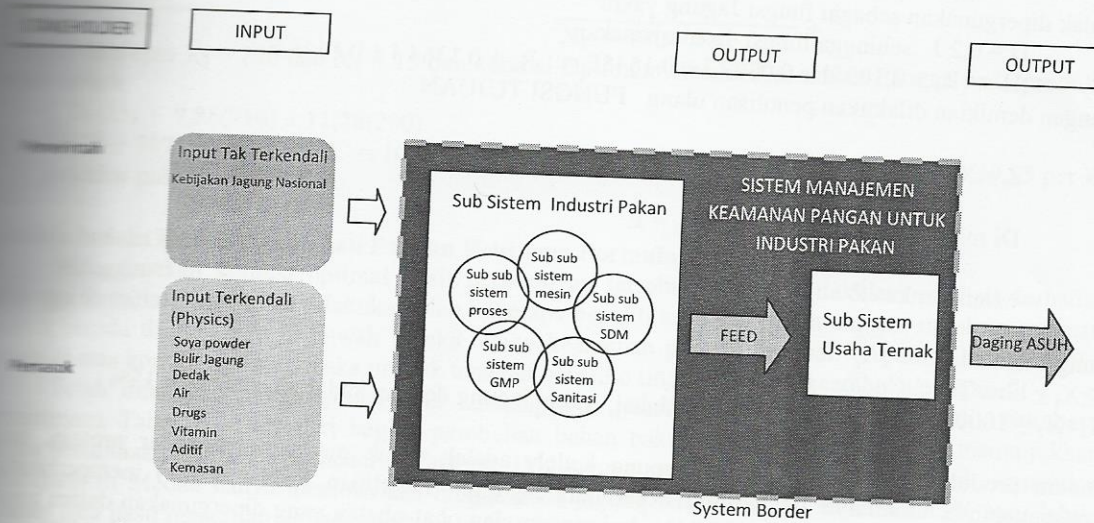 STAKEHOLDER
INPUT
OUTPUT
OUTPUT
Pemerintah
Input Tak Terkendali
Kebijakan Jagung Nasional
Pemasok
Input Terkendali
(Physics)
Soya powder
Bulir Jagung
Dedak
Air
Drugs
Vitamin
Aditif
Kemasan
Sub Sistem Industri Pakan
Sub sub
sistem
proses
Sub sub
sistem
mesin
Sub sub
sistem
SDM
Sub sub
sistem
GMP
Sub sub
sistem
Sanitasi
SISTEM MANAJEMEN
KEAMANAN PANGAN UNTUK
INDUSTRI PAKAN
FEED
Sub Sistem
Usaha Ternak
Daging ASUH
System Border